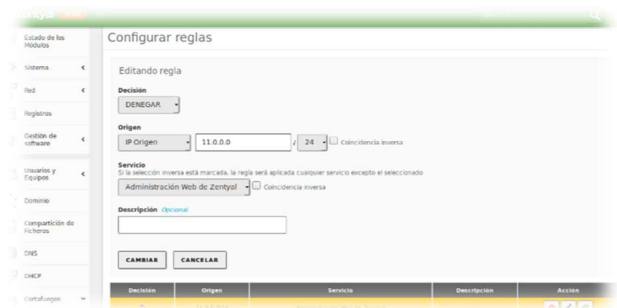 Configurar reglas
Estado de los
Módulos
Sistema
Red
Registros
Gestión de
software
Usuarios y
Equipos
Dominio
Compartición de
Ficheros
DNS
DHCP
Cortafuegos
Editando regla
Decisión
DENEGAR
Origen
IP Origen 11.0.0.0 / 24 Coincidencia inversa
Servicio
Si la selección inversa está marcada, la regla será aplicada cualquier servicio excepto el seleccionado
Administración Web de Zentyal Coincidencia inversa
Descripción Opcional
CAMBIAR CANCELAR
Decisión Origen Servicio Descripción Acción